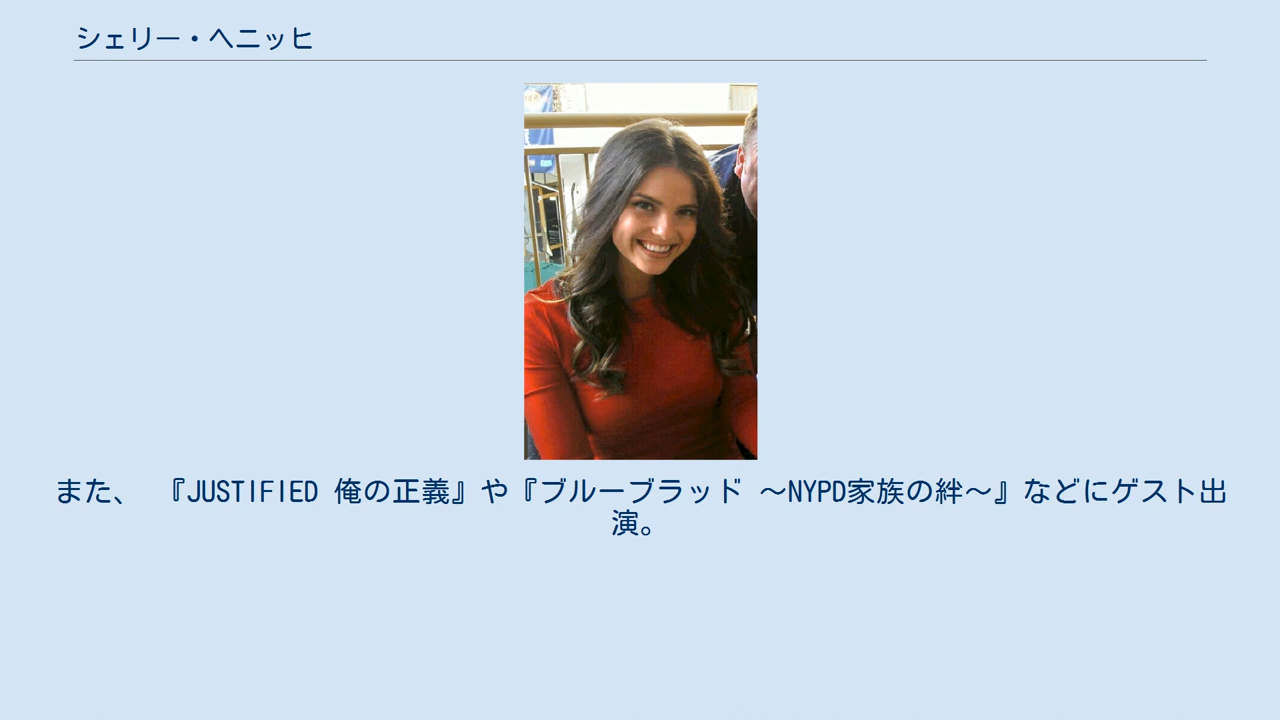 シェリー・ヘニッヒ
また、 『JUSTIFIED 俺の正義』や『ブルーブラッド ～NYPD家族の絆～』などにゲスト出
演。